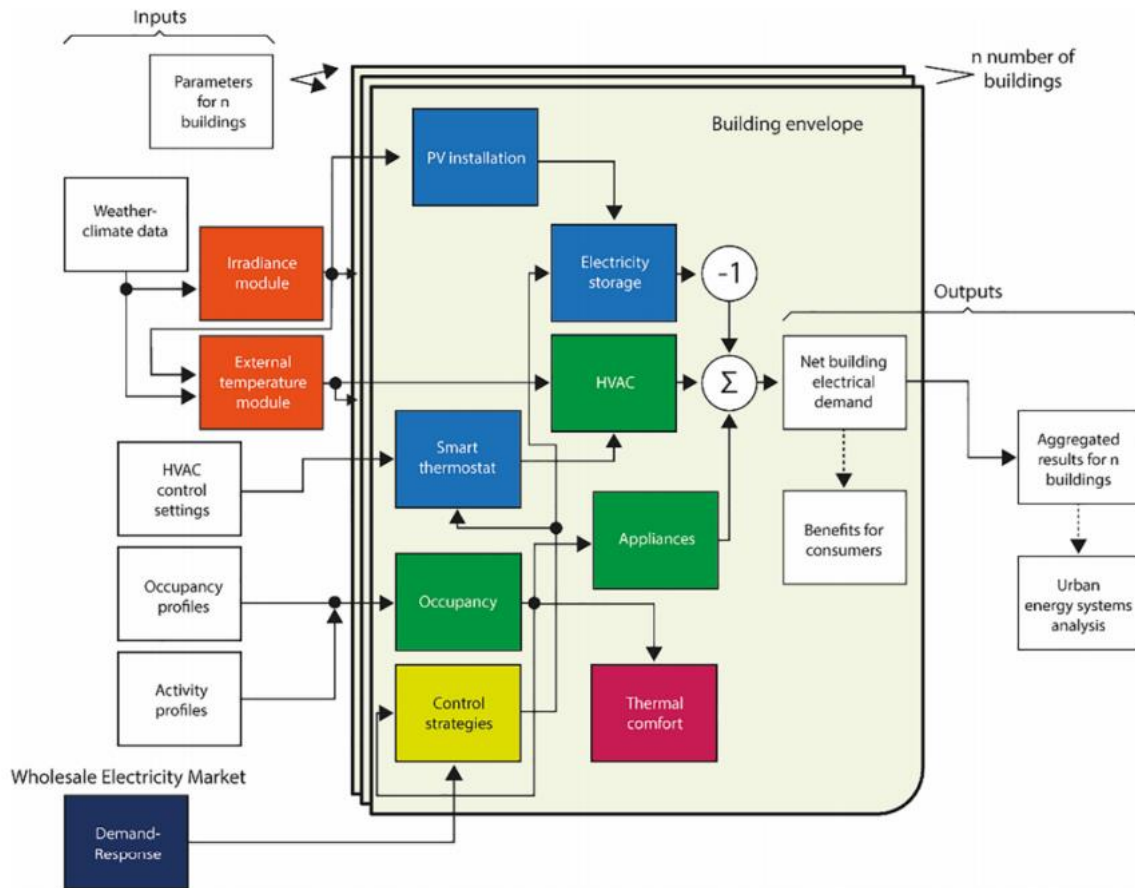 Inputs
Parameters
for n
buildings
n number of
buildings
Building envelope
PV installation
Weather-
climate data
Irradiance
module
Electricity
storage
-1
Outputs
External
temperature
module
HVAC
Σ
Net building
electrical
demand
Smart
thermostat
HVAC
control
settings
Aggregated
results for n
buildings
Appliances
Benefits for
consumers
Occupancy
profiles
Occupancy
Urban
energy systems
analysis
Activity
profiles
Control
strategies
Thermal
comfort
Wholesale Electricity Market
Demand-
Response